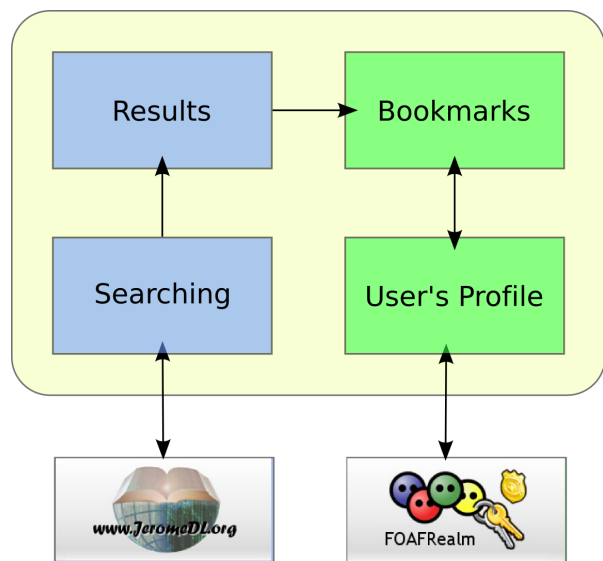 Results
Bookmarks
Searching
User's Profile
www.JeromeDL.org
FOAFRealm